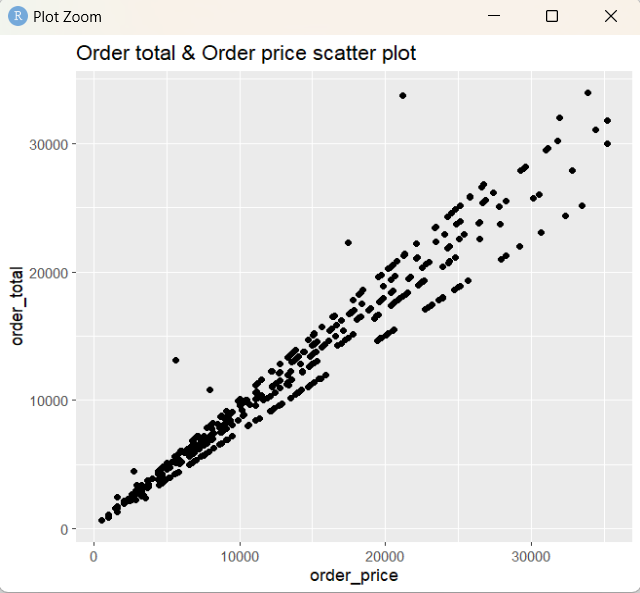 R Plot Zoom
Order total & Order price scatter plot
order_total
30000
20000
10000
0
0 10000 20000 30000
order_price